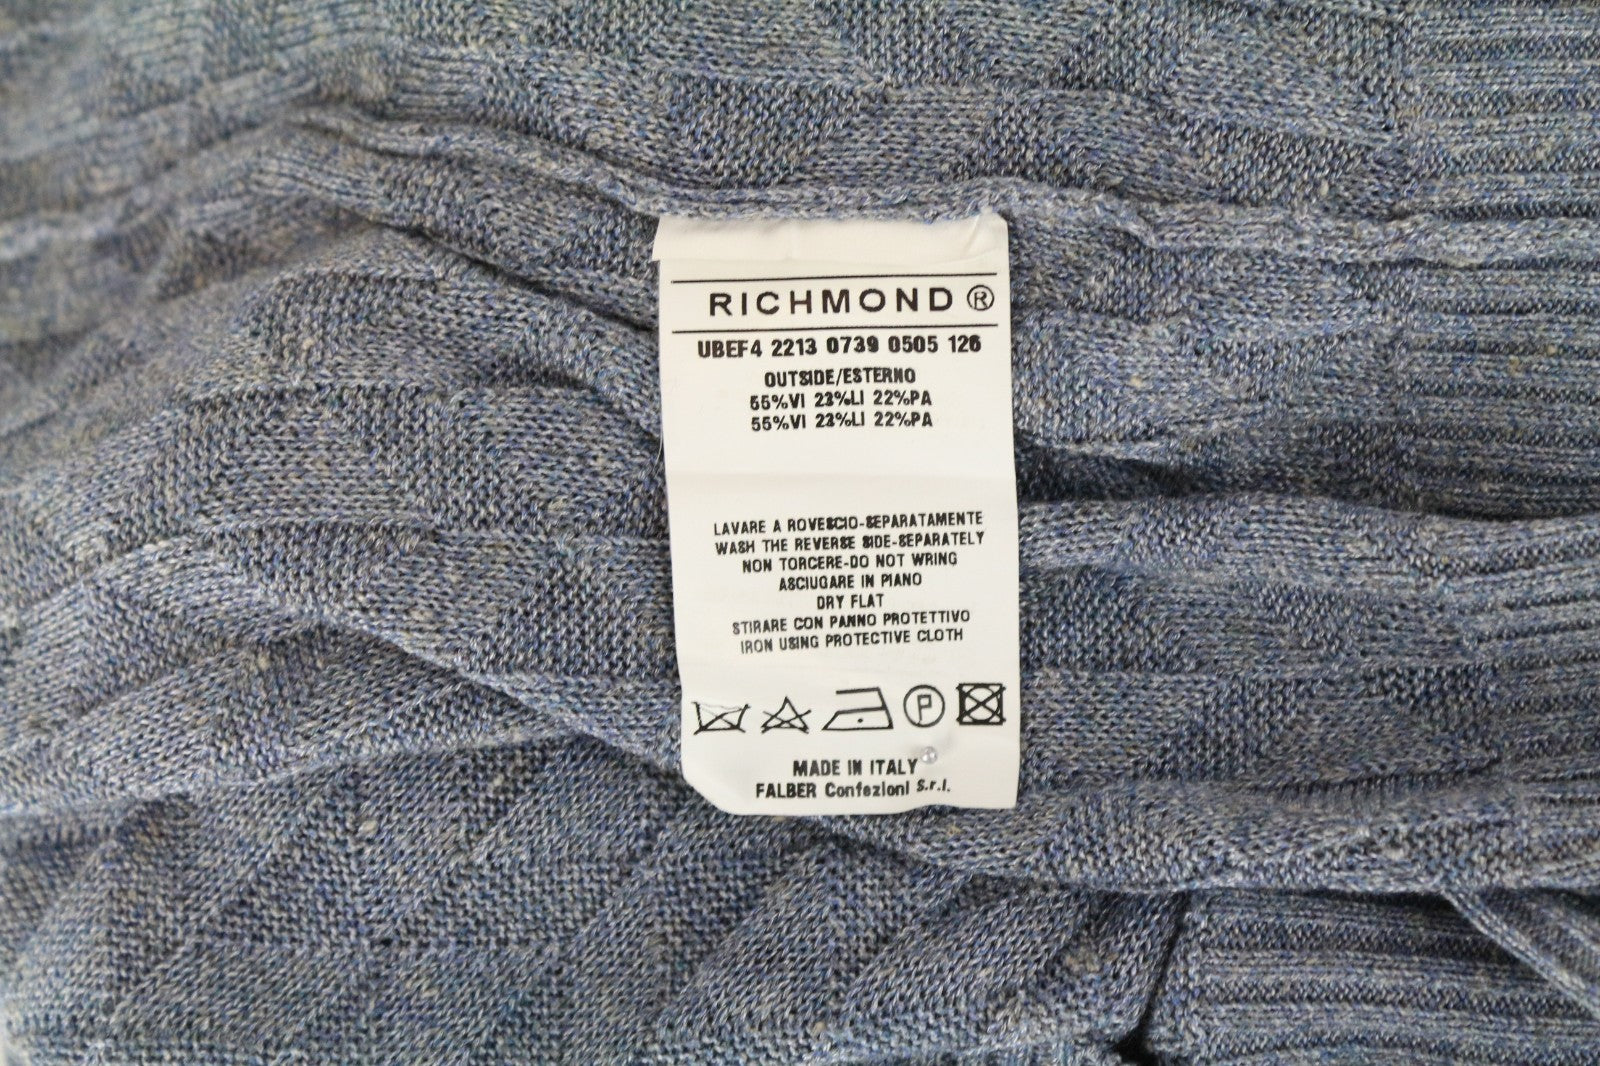 RICHMOND ®
UBEF4 2213 0739 0505 126
OUTSIDE/ESTERNO
55%VI 23%LI 22%PA
55%VI 23%LI 22%PA
LAVARE A ROVESCIO-SEPARATAMENTE
WASH THE REVERSE SIDE-SEPARATELY
NON TORCERE-DO NOT WRING
ASCIUGARE IN PIANO
DRY FLAT
STIRARE CON PANNO PROTETTIVO
IRON USING PROTECTIVE CLOTH
P
MADE IN ITALY
FALBER Confezioni S.r.l.